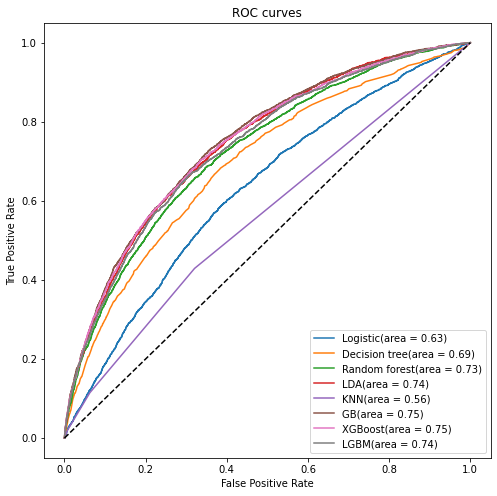 ROC curves
True Positive Rate
1.0
0.8
0.6
0.4
0.2
0.0
Logistic(area = 0.63)
Decision tree(area = 0.69)
Random forest(area = 0.73)
LDA(area = 0.74)
KNN(area = 0.56)
GB(area = 0.75)
XGBoost(area = 0.75)
LGBM(area = 0.74)
0.0
0.2
0.4
0.6
0.8
1.0
False Positive Rate